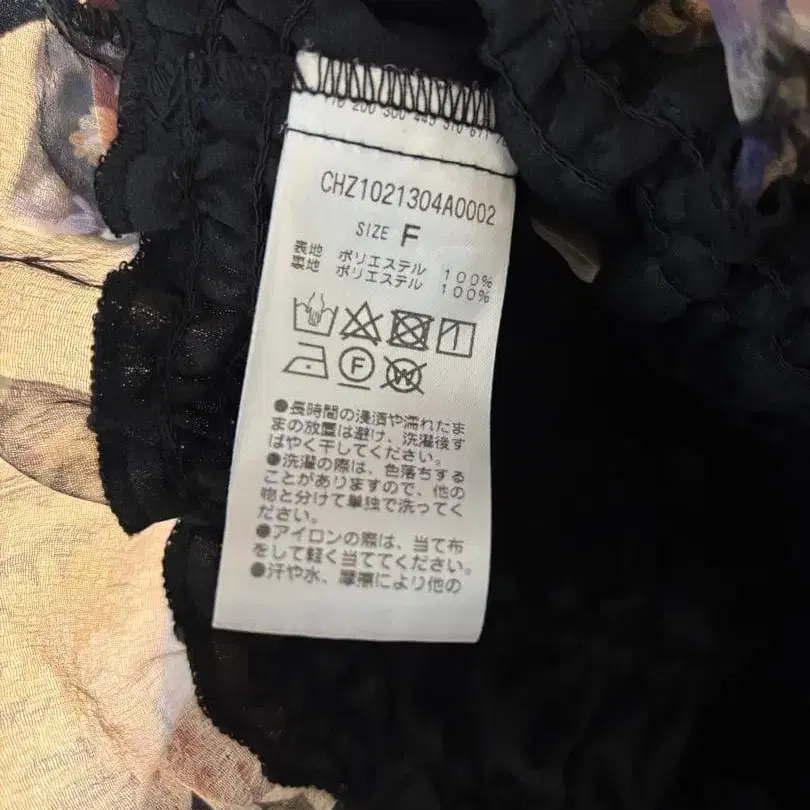 CHZ1021304A0002
SIZE F
表地 ポリエステル 100%
裏地 ポリエステル 100%
F
W
●長時間の浸漬や濡れたま
まの放置は避け、洗濯後す
ばやく干してください。
●洗濯の際は、色落ちする
ことがありますので、他の
物と分けて単独で洗ってく
ださい。
●アイロンの際は、当て布
をして軽く当ててください。
●汗や水、摩擦により他の